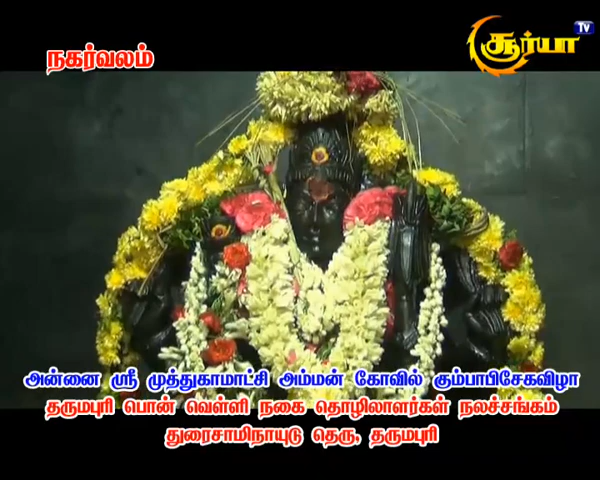 நகர்வலம்
சூர்யா TV
அன்னை ஸ்ரீ முத்துகாமாட்சி அம்மன் கோவில் கும்பாபிசேகவிழா
தருமபுரி பொன் வெள்ளி நகை தொழிலாளர்கள் நலச்சங்கம்
துரைசாமிநாயுடு தெரு, தருமபுரி